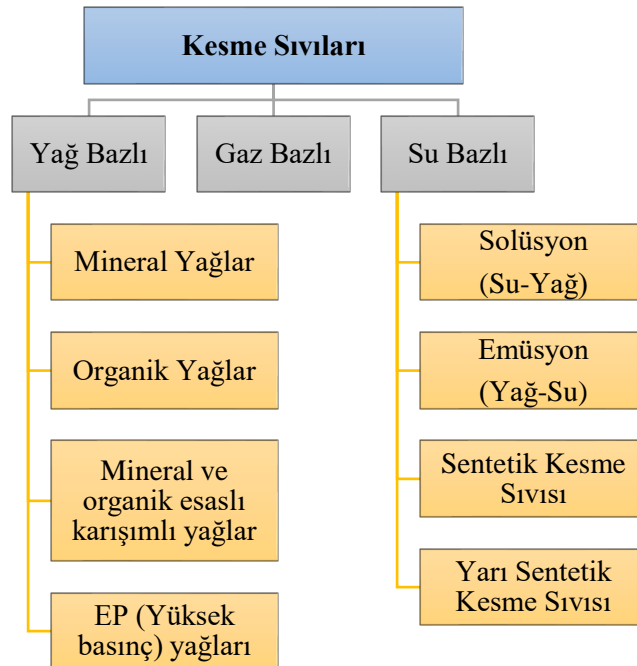 Kesme Sıvıları
Yağ Bazlı
Gaz Bazlı
Su Bazlı
Mineral Yağlar
Organik Yağlar
Mineral ve
organik esaslı
karışımlı yağlar
EP (Yüksek
basınç) yağları
Solüsyon
(Su-Yağ)
Emüsyon
(Yağ-Su)
Sentetik Kesme
Sıvısı
Yarı Sentetik
Kesme Sıvısı